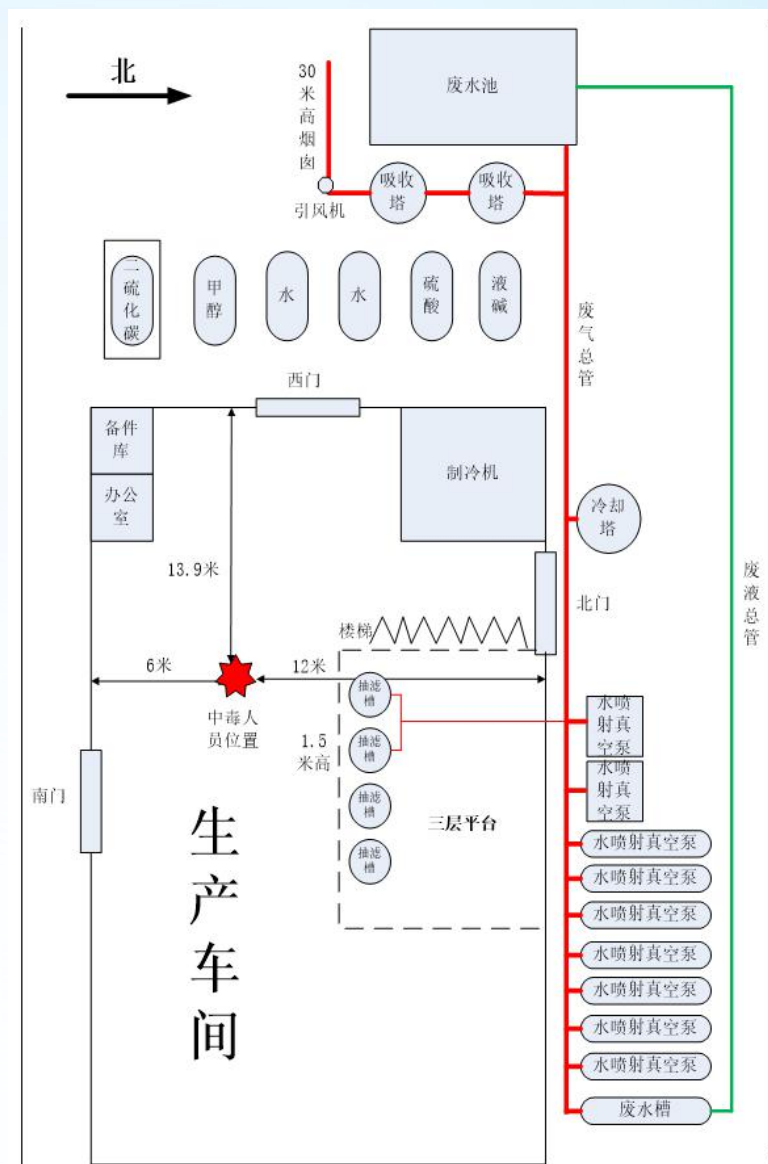 北
30
米
高
烟
囱
废水池
吸收
塔
吸收
塔
引风机
二
硫
化
碳
甲
醇
水
水
硫
酸
液
碱
废
气
总
管
西门
备件
库
办公
室
制冷机
冷却
塔
13.9米
北门
废
液
总
管
楼梯
6米
12米
抽滤
槽
中毒人
员位置
1.5
米高
抽滤
槽
抽滤
槽
抽滤
槽
三层平台
水喷
射真
空泵
水喷
射真
空泵
南门
生
产
车
间
水喷射真空泵
水喷射真空泵
水喷射真空泵
水喷射真空泵
水喷射真空泵
水喷射真空泵
水喷射真空泵
废水槽